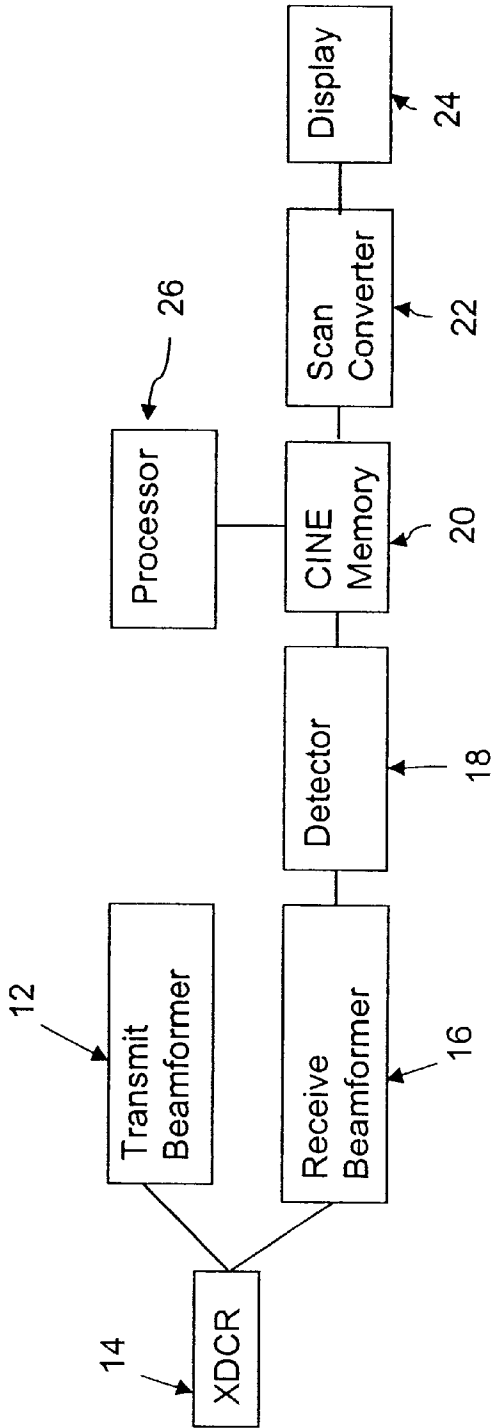 14
XDCR
12
Transmit
Beamformer
Receive
Beamformer
16
Detector
18
Processor
26
CINE
Memory
20
Scan
Converter
22
Display
24